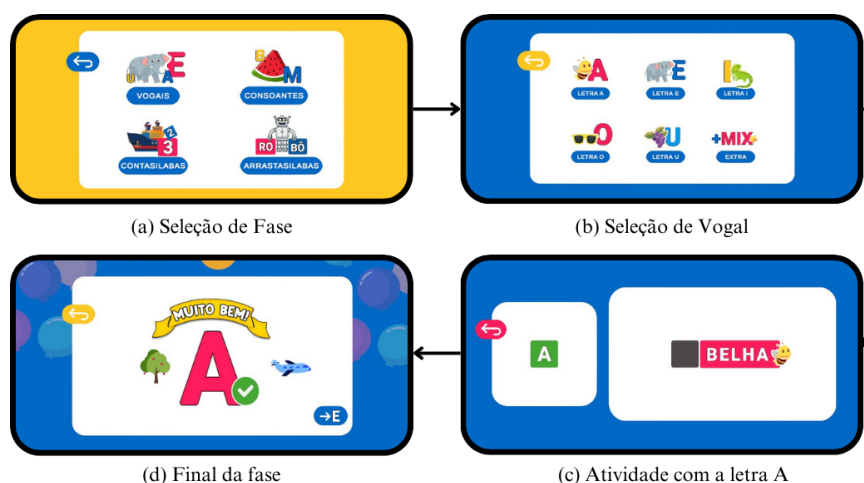 U A E
B M
VOGAIS
CONSOANTES
2 3
RO BÔ
CONTASILABAS
ARRASTASILABAS
(a) Seleção de Fase
A
E
I
LETRA A
LETRA E
LETRA I
O
U
+MIX+
LETRA O
LETRA U
EXTRA
(b) Seleção de Vogal
MUITO BEM!
A
→E
(d) Final da fase
A
BELHA
(c) Atividade com a letra A